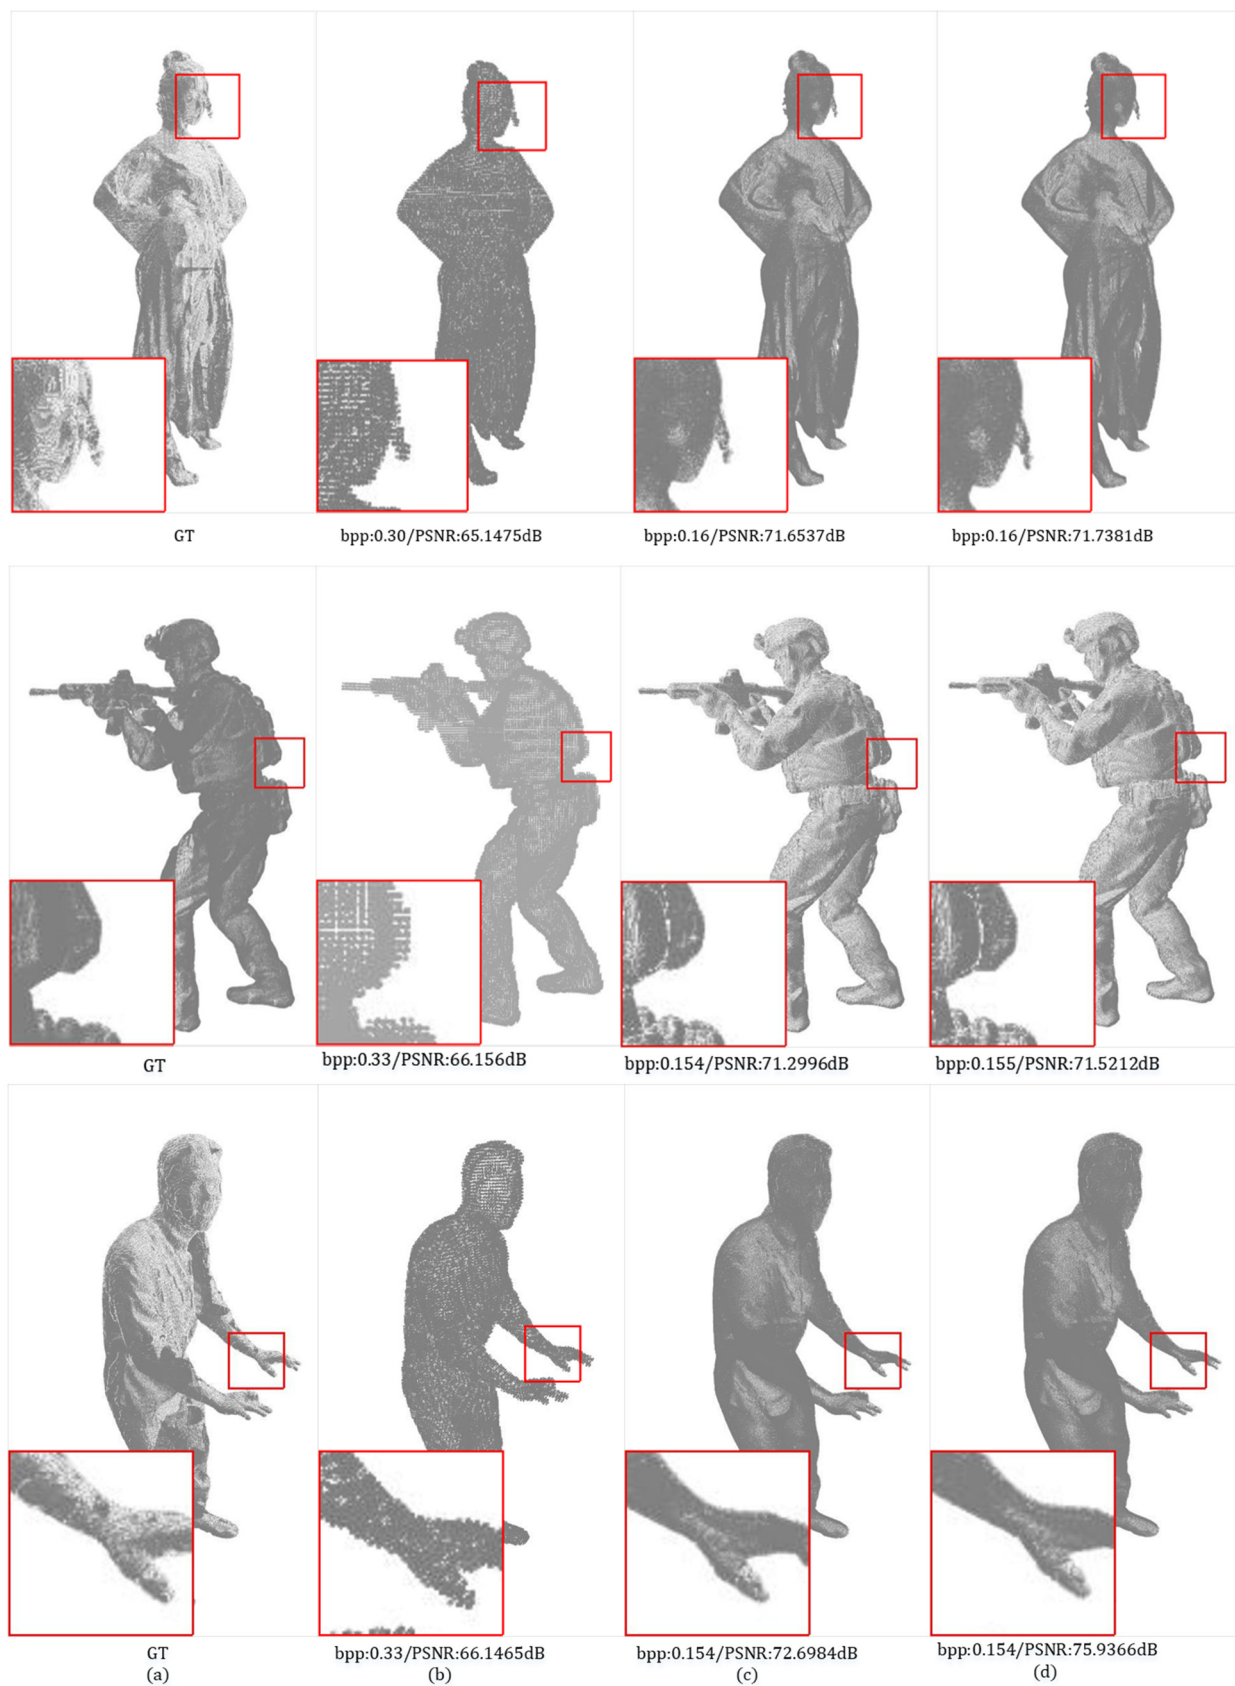 GT
bpp:0.30/PSNR:65.1475dB
bpp:0.16/PSNR:71.6537dB
bpp:0.16/PSNR:71.7381dB
GT
bpp:0.33/PSNR:66.156dB
bpp:0.154/PSNR:71.2996dB
bpp:0.155/PSNR:71.5212dB
GT
bpp:0.33/PSNR:66.1465dB
bpp:0.154/PSNR:72.6984dB
bpp:0.154/PSNR:75.9366dB
(a)
(b)
(c)
(d)